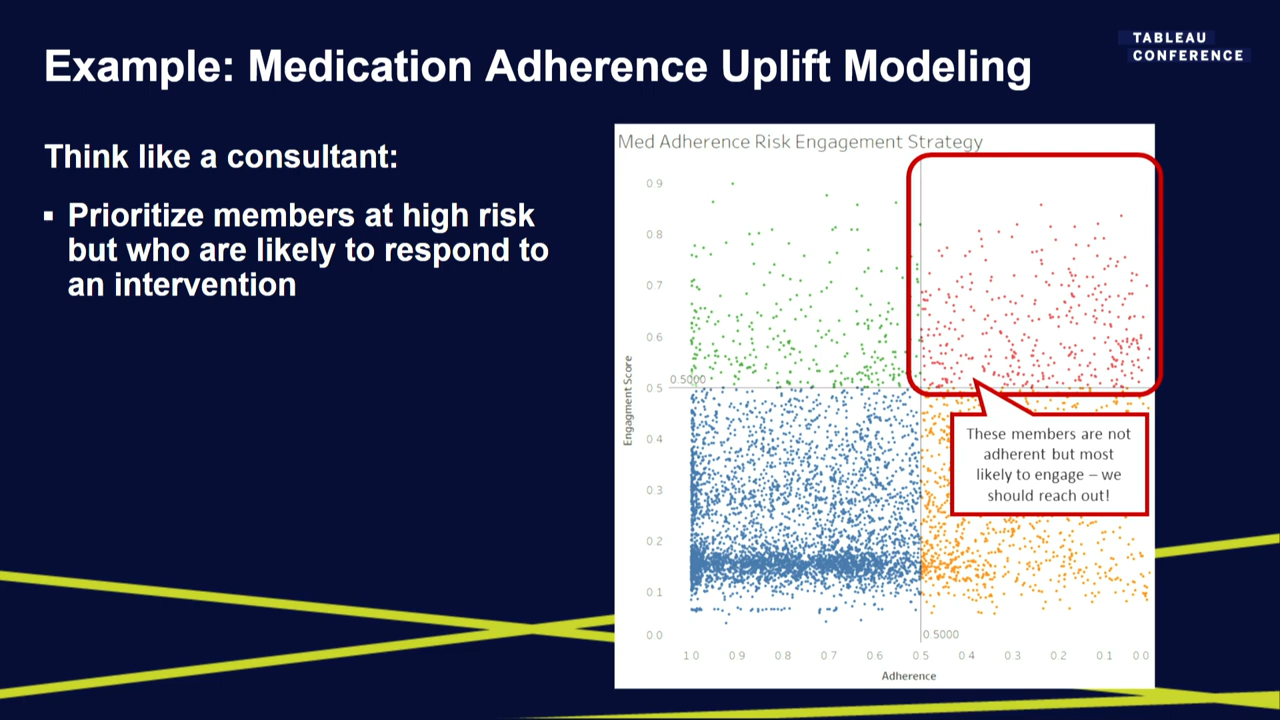 Example: Medication Adherence Uplift Modeling
TABLEAU
CONFERENCE
Think like a consultant:
▪ Prioritize members at high risk
but who are likely to respond to
an intervention
Med Adherence Risk Engagement Strategy
0.9
0.8
0.7
0.6
0.5
0.4
0.3
0.2
0.1
0.0
Engagment Score
0.5000
These members are not
adherent but most
likely to engage – we
should reach out!
0.5000
1.0 0.9 0.8 0.7 0.6 0.5 0.4 0.3 0.2 0.1 0.0
Adherence